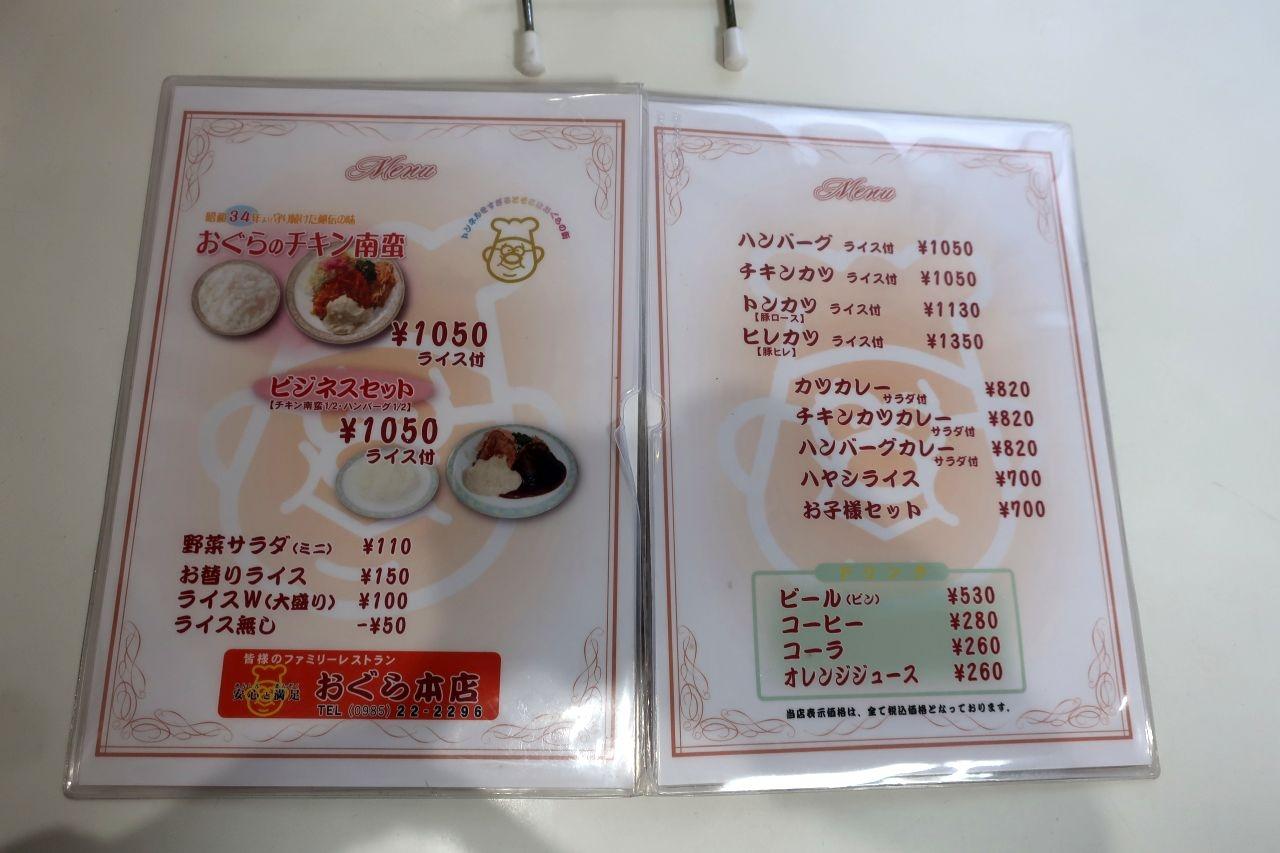 Menu
昭和34年より守り続けた秘伝の味
おぐらのチキン南蛮
¥1050
ライス付
ビジネスセット
【チキン南蛮1/2・ハンバーグ1/2】
¥1050
ライス付
野菜サラダ(ミニ) ¥110
お替りライス ¥150
ライスW(大盛り) ¥100
ライス無し -¥50
皆様のファミリーレストラン
安心と満足
おぐら本店
TEL (0985) 22-2296
Menu
ハンバーグ ライス付 ¥1050
チキンカツ ライス付 ¥1050
トンカツ ライス付 ¥1130
【豚ロース】
ヒレカツ ライス付 ¥1350
【豚ヒレ】
カツカレー サラダ付 ¥820
チキンカツカレー サラダ付 ¥820
ハンバーグカレー サラダ付 ¥820
ハヤシライス ¥700
お子様セット ¥700
ドリンク
ビール(ビン) ¥530
コーヒー ¥280
コーラ ¥260
オレンジジュース ¥260
当店表示価格は、全て税込価格となっております。